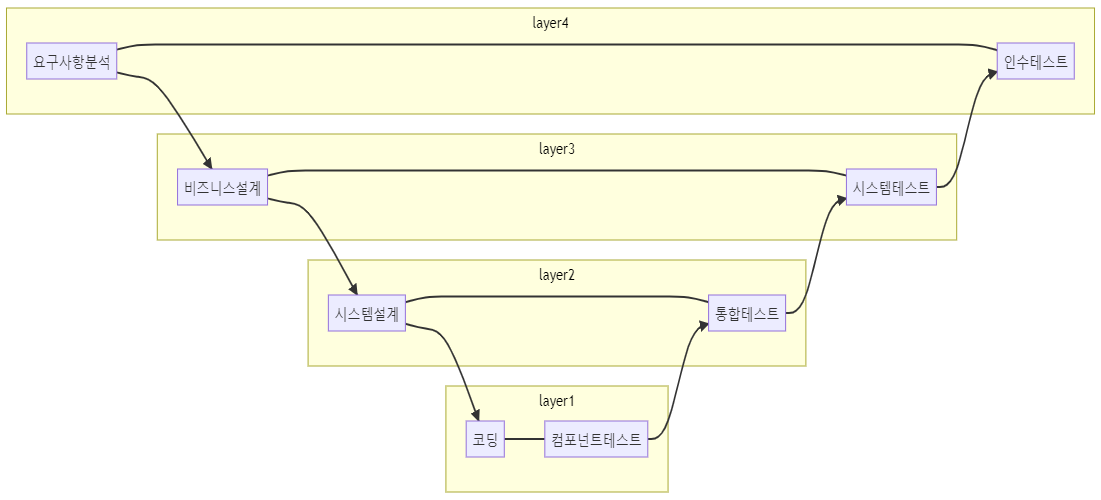 layer4
요구사항분석
인수테스트
layer3
비즈니스설계
시스템테스트
layer2
시스템설계
통합테스트
layer1
코딩
컴포넌트테스트